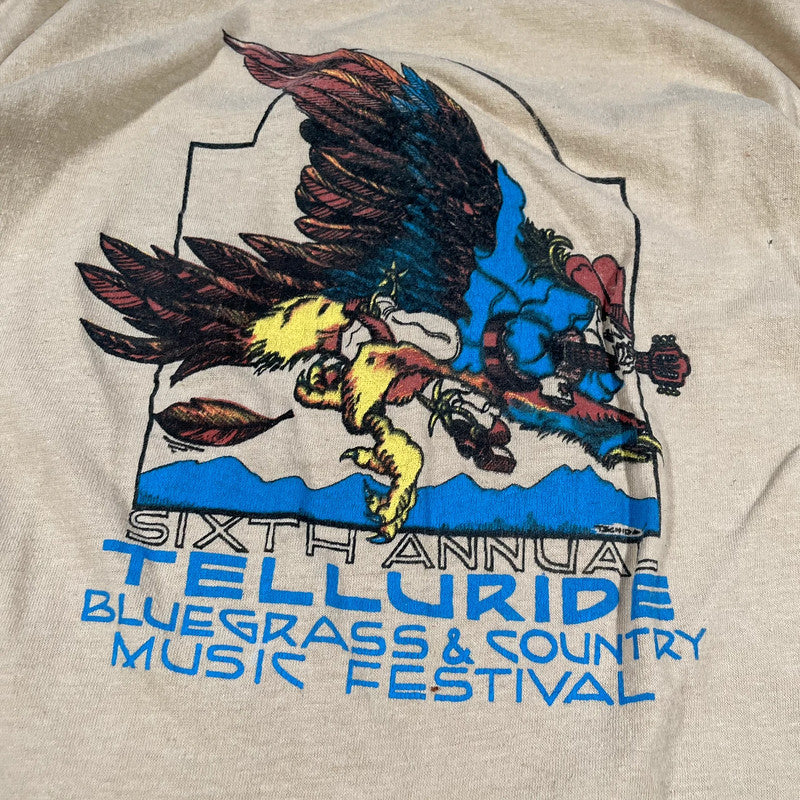 SIXTH ANNUAL
TELLURIDE
BLUEGRASS & COUNTRY
MUSIC FESTIVAL